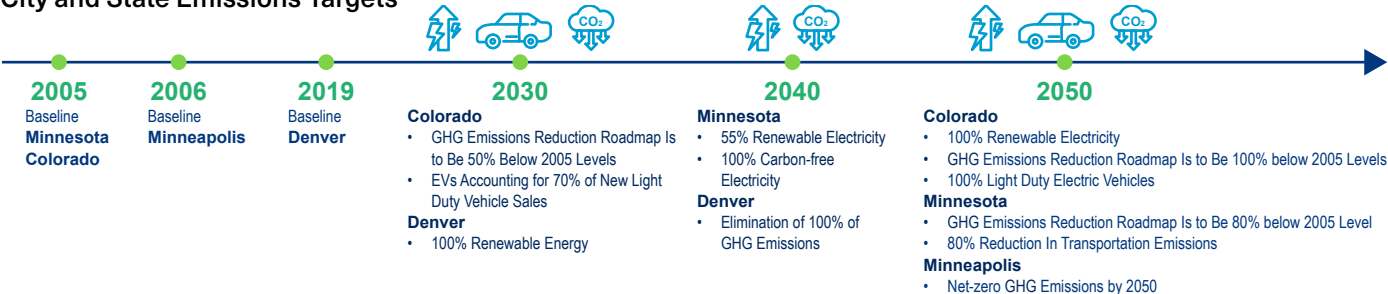 City and State Emissions Targets
CO₂
CO₂
CO₂
2005
Baseline
Minnesota
Colorado
2006
Baseline
Minneapolis
2019
Baseline
Denver
2030
Colorado
• GHG Emissions Reduction Roadmap Is
to Be 50% Below 2005 Levels
• EVs Accounting for 70% of New Light
Duty Vehicle Sales
Denver
• 100% Renewable Energy
2040
Minnesota
• 55% Renewable Electricity
• 100% Carbon-free
Electricity
Denver
• Elimination of 100% of
GHG Emissions
2050
Colorado
• 100% Renewable Electricity
• GHG Emissions Reduction Roadmap Is to Be 100% below 2005 Levels
• 100% Light Duty Electric Vehicles
Minnesota
• GHG Emissions Reduction Roadmap Is to Be 80% below 2005 Level
• 80% Reduction In Transportation Emissions
Minneapolis
• Net-zero GHG Emissions by 2050